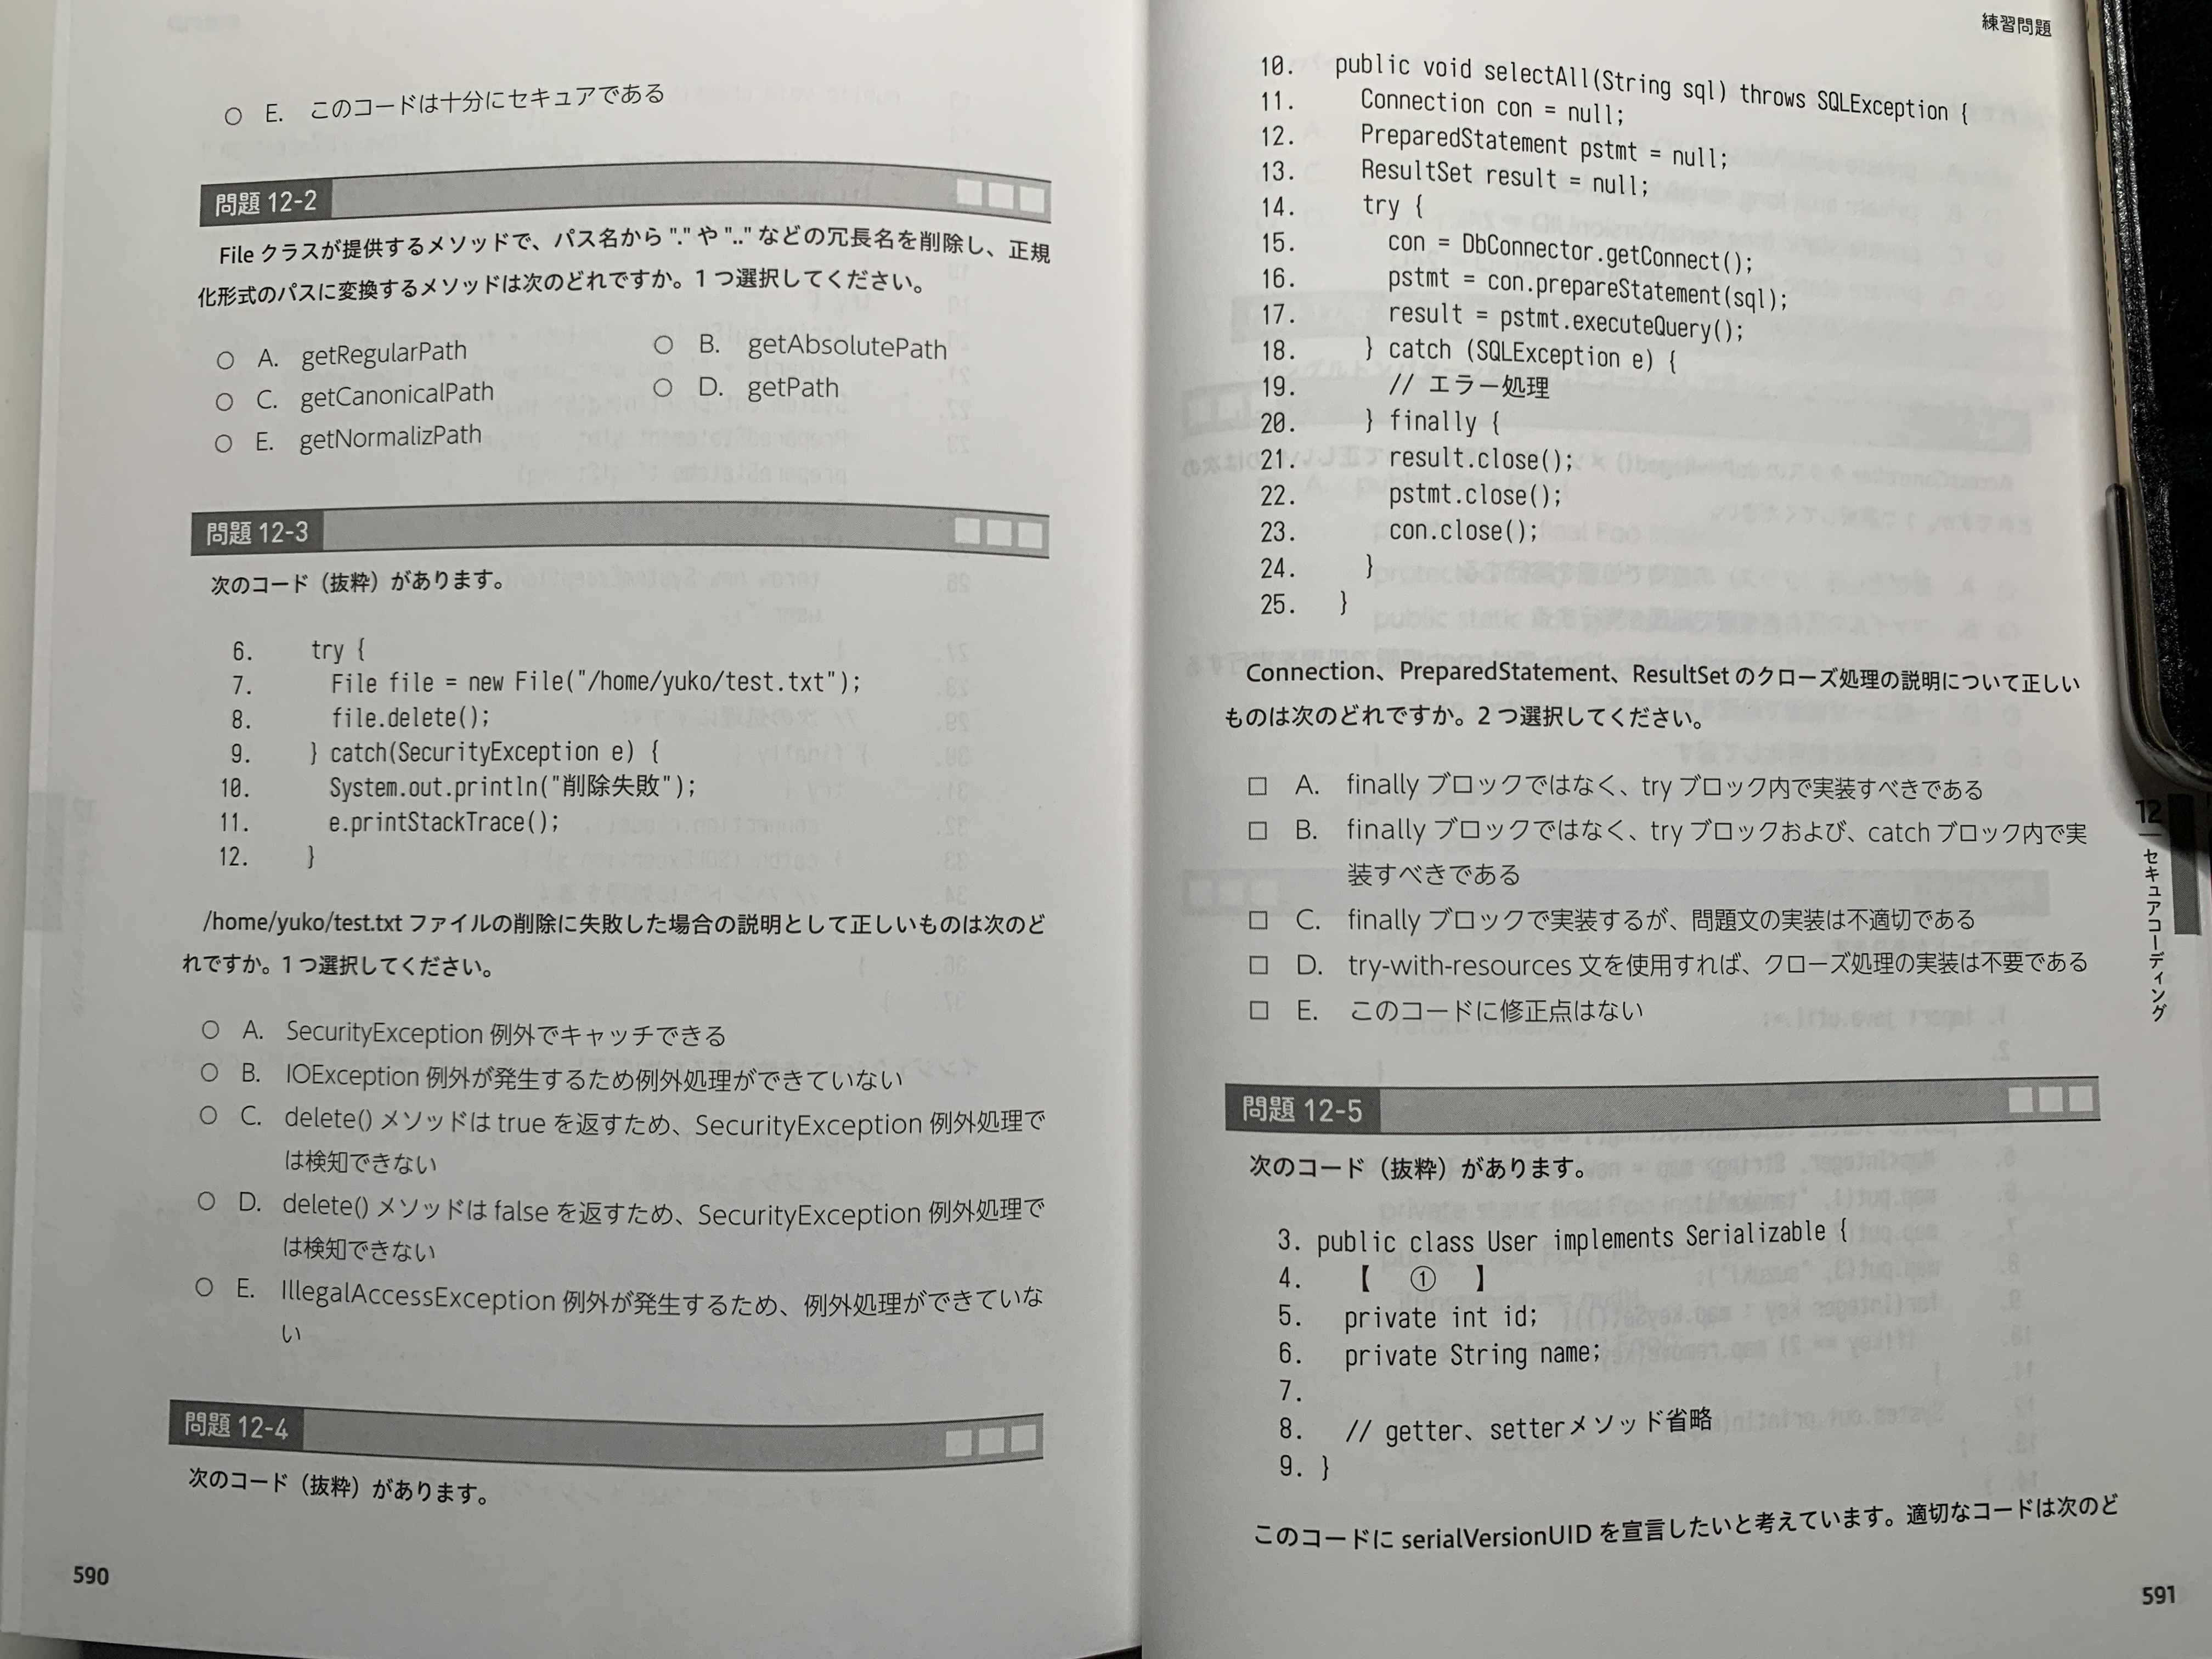 ○ E. このコードは十分にセキュアである
問題 12-2
File クラスが提供するメソッドで、パス名から "." や ".." などの冗長名を削除し、正規
化形式のパスに変換するメソッドは次のどれですか。1 つ選択してください。
○ A. getRegularPath ○ B. getAbsolutePath
○ C. getCanonicalPath ○ D. getPath
○ E. getNormalizPath
問題 12-3
次のコード（抜粋）があります。
6. try {
7. File file = new File("/home/yuko/test.txt");
8. file.delete();
9. } catch(SecurityException e) {
10. System.out.println("削除失敗");
11. e.printStackTrace();
12. }
/home/yuko/test.txt ファイルの削除に失敗した場合の説明として正しいものは次のど
れですか。1 つ選択してください。
○ A. SecurityException 例外でキャッチできる
○ B. IOException 例外が発生するため例外処理ができていない
○ C. delete() メソッドは true を返すため、SecurityException 例外処理で
は検知できない
○ D. delete() メソッドは false を返すため、SecurityException 例外処理で
は検知できない
○ E. IllegalAccessException 例外が発生するため、例外処理ができていな
い
問題 12-4
次のコード（抜粋）があります。
590
練習問題
10. public void selectAll(String sql) throws SQLException {
11. Connection con = null;
12. PreparedStatement pstmt = null;
13. ResultSet result = null;
14. try {
15. con = DbConnector.getConnect();
16. pstmt = con.prepareStatement(sql);
17. result = pstmt.executeQuery();
18. } catch (SQLException e) {
19. // エラー処理
20. } finally {
21. result.close();
22. pstmt.close();
23. con.close();
24. }
25. }
Connection、PreparedStatement、ResultSet のクローズ処理の説明について正しい
ものは次のどれですか。2 つ選択してください。
□ A. finally ブロックではなく、try ブロック内で実装すべきである
□ B. finally ブロックではなく、try ブロックおよび、catch ブロック内で実
装すべきである
□ C. finally ブロックで実装するが、問題文の実装は不適切である
□ D. try-with-resources 文を使用すれば、クローズ処理の実装は不要である
□ E. このコードに修正点はない
問題 12-5
次のコード（抜粋）があります。
3. public class User implements Serializable {
4. 【 ① 】
5. private int id;
6. private String name;
7.
8. // getter、setterメソッド省略
9. }
このコードに serialVersionUID を宣言したいと考えています。適切なコードは次のど
12
セキュアコーディング
591